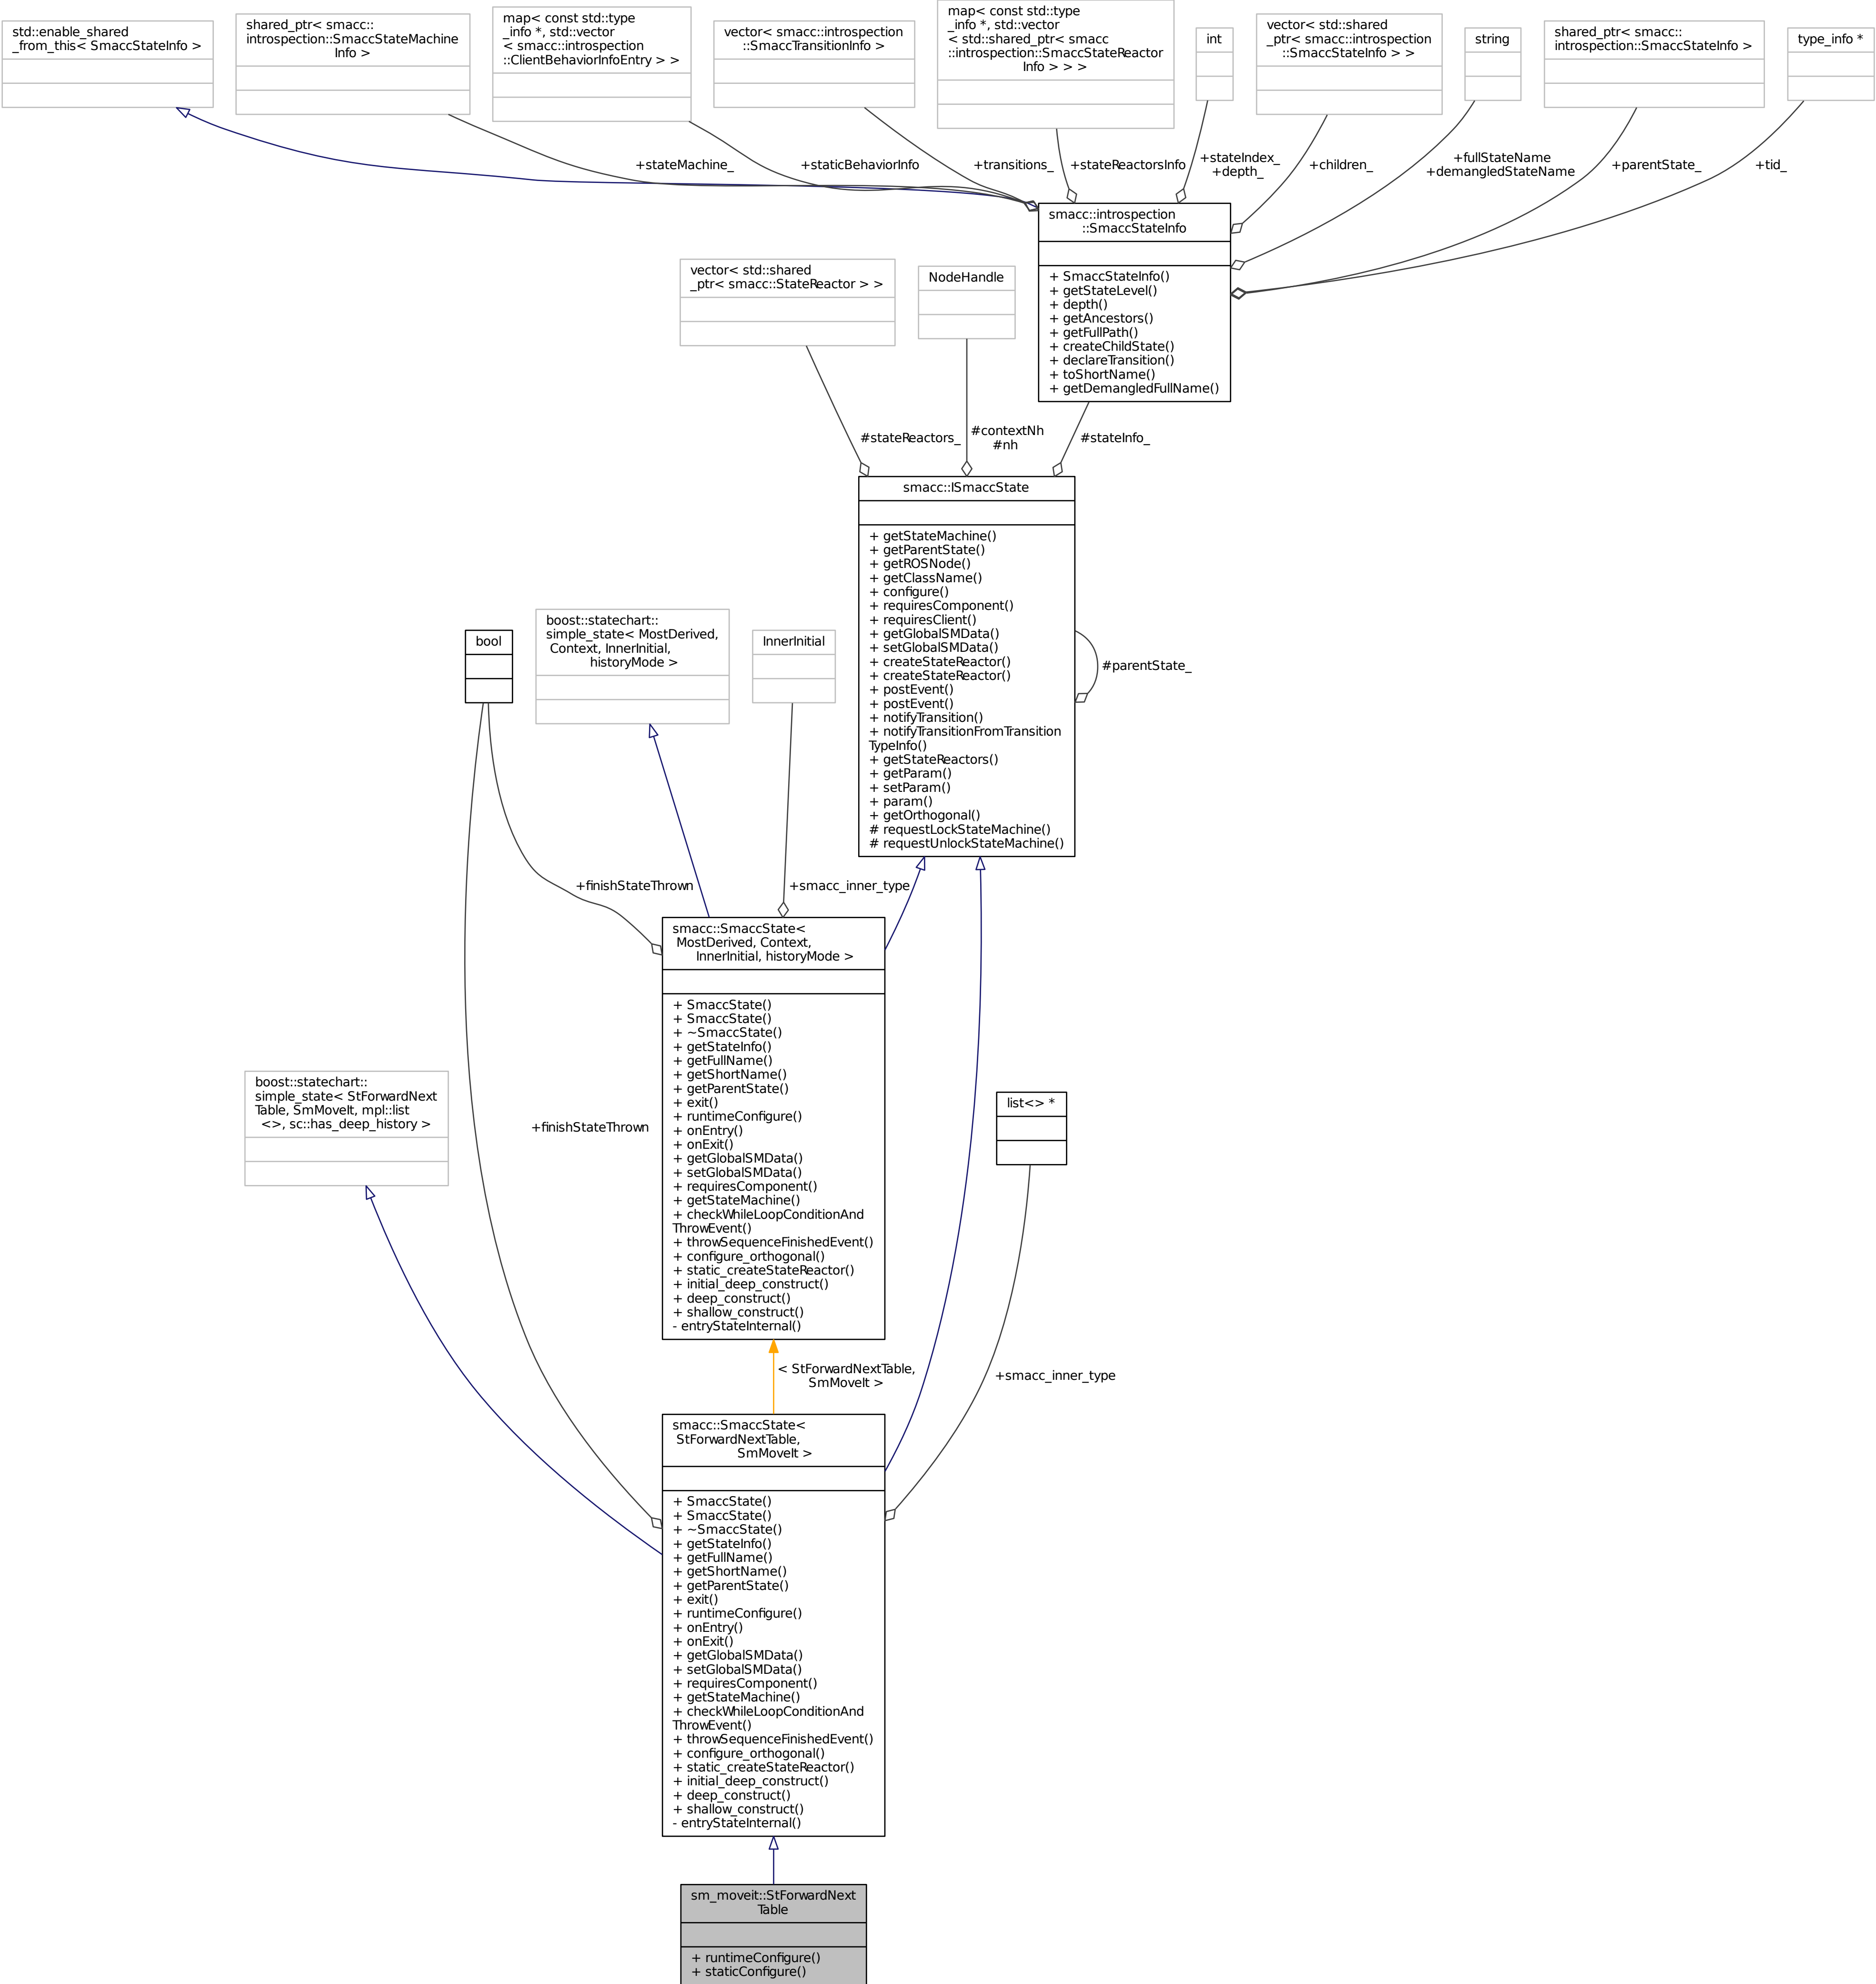 std::enable_shared
_from_this< SmaccStateInfo >
shared_ptr< smacc::
introspection::SmaccStateMachine
Info >
map< const std::type
_info *, std::vector
< smacc::introspection
::ClientBehaviorInfoEntry > >
vector< smacc::introspection
::SmaccTransitionInfo >
map< const std::type
_info *, std::vector
< std::shared_ptr< smacc
::introspection::SmaccStateReactor
Info > > >
int
vector< std::shared
_ptr< smacc::introspection
::SmaccStateInfo > >
string
shared_ptr< smacc::
introspection::SmaccStateInfo >
type_info *
+stateMachine_
+staticBehaviorInfo
+transitions_
+stateReactorsInfo
+stateIndex_
+depth_
+children_
+fullStateName
+demangledStateName
+parentState_
+tid_
smacc::introspection
::SmaccStateInfo
+ SmaccStateInfo()
+ getStateLevel()
+ depth()
+ getAncestors()
+ getFullPath()
+ createChildState()
+ declareTransition()
+ toShortName()
+ getDemangledFullName()
vector< std::shared
_ptr< smacc::StateReactor > >
NodeHandle
#stateReactors_
#contextNh
#nh
#stateInfo_
smacc::ISmaccState
+ getStateMachine()
+ getParentState()
+ getROSNode()
+ getClassName()
+ configure()
+ requiresComponent()
+ requiresClient()
+ getGlobalSMData()
+ setGlobalSMData()
+ createStateReactor()
+ createStateReactor()
+ postEvent()
+ postEvent()
+ notifyTransition()
+ notifyTransitionFromTransition
TypeInfo()
+ getStateReactors()
+ getParam()
+ setParam()
+ param()
+ getOrthogonal()
# requestLockStateMachine()
# requestUnlockStateMachine()
#parentState_
bool
boost::statechart::
simple_state< MostDerived,
Context, InnerInitial,
historyMode >
InnerInitial
+finishStateThrown
+smacc_inner_type
smacc::SmaccState<
MostDerived, Context,
InnerInitial, historyMode >
+ SmaccState()
+ SmaccState()
+ ~SmaccState()
+ getStateInfo()
+ getFullName()
+ getShortName()
+ getParentState()
+ exit()
+ runtimeConfigure()
+ onEntry()
+ onExit()
+ getGlobalSMData()
+ setGlobalSMData()
+ requiresComponent()
+ getStateMachine()
+ checkWhileLoopConditionAnd
ThrowEvent()
+ throwSequenceFinishedEvent()
+ configure_orthogonal()
+ static_createStateReactor()
+ initial_deep_construct()
+ deep_construct()
+ shallow_construct()
- entryStateInternal()
boost::statechart::
simple_state< StForwardNext
Table, SmMoveIt, mpl::list
<>, sc::has_deep_history >
+finishStateThrown
list<> *
< StForwardNextTable,
SmMoveIt >
+smacc_inner_type
smacc::SmaccState<
StForwardNextTable,
SmMoveIt >
+ SmaccState()
+ SmaccState()
+ ~SmaccState()
+ getStateInfo()
+ getFullName()
+ getShortName()
+ getParentState()
+ exit()
+ runtimeConfigure()
+ onEntry()
+ onExit()
+ getGlobalSMData()
+ setGlobalSMData()
+ requiresComponent()
+ getStateMachine()
+ checkWhileLoopConditionAnd
ThrowEvent()
+ throwSequenceFinishedEvent()
+ configure_orthogonal()
+ static_createStateReactor()
+ initial_deep_construct()
+ deep_construct()
+ shallow_construct()
- entryStateInternal()
sm_moveit::StForwardNext
Table
+ runtimeConfigure()
+ staticConfigure()